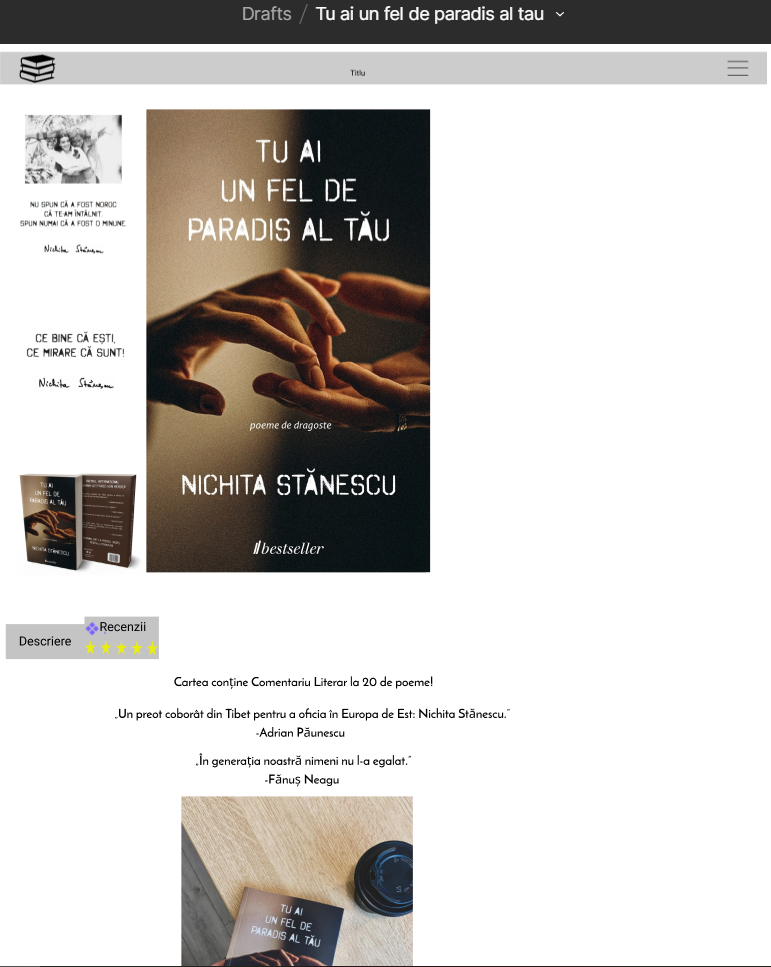 Drafts / Tu ai un fel de paradis al tau
Titlu
NU SPUN CĂ A FOST NOROC
CĂ TE-AM ÎNTÂLNIT.
SPUN NUMAI CĂ A FOST O MINUNE.
Nichita Stănescu
CE BINE CĂ EȘTI,
CE MIRARE CĂ SUNT!
Nichita Stănescu
TU AI
UN FEL DE
PARADIS AL TĂU
NICHITA STĂNESCU
TU AI
UN FEL DE
PARADIS AL TĂU
poeme de dragoste
NICHITA STĂNESCU
bestseller
Descriere
Recenzii
Cartea conține Comentariu Literar la 20 de poeme!
„Un preot coborât din Tibet pentru a oficia în Europa de Est: Nichita Stănescu.”
-Adrian Păunescu
„În generația noastră nimeni nu l-a egalat.”
-Fănuș Neagu
TU AI
UN FEL DE
PARADIS AL TĂU